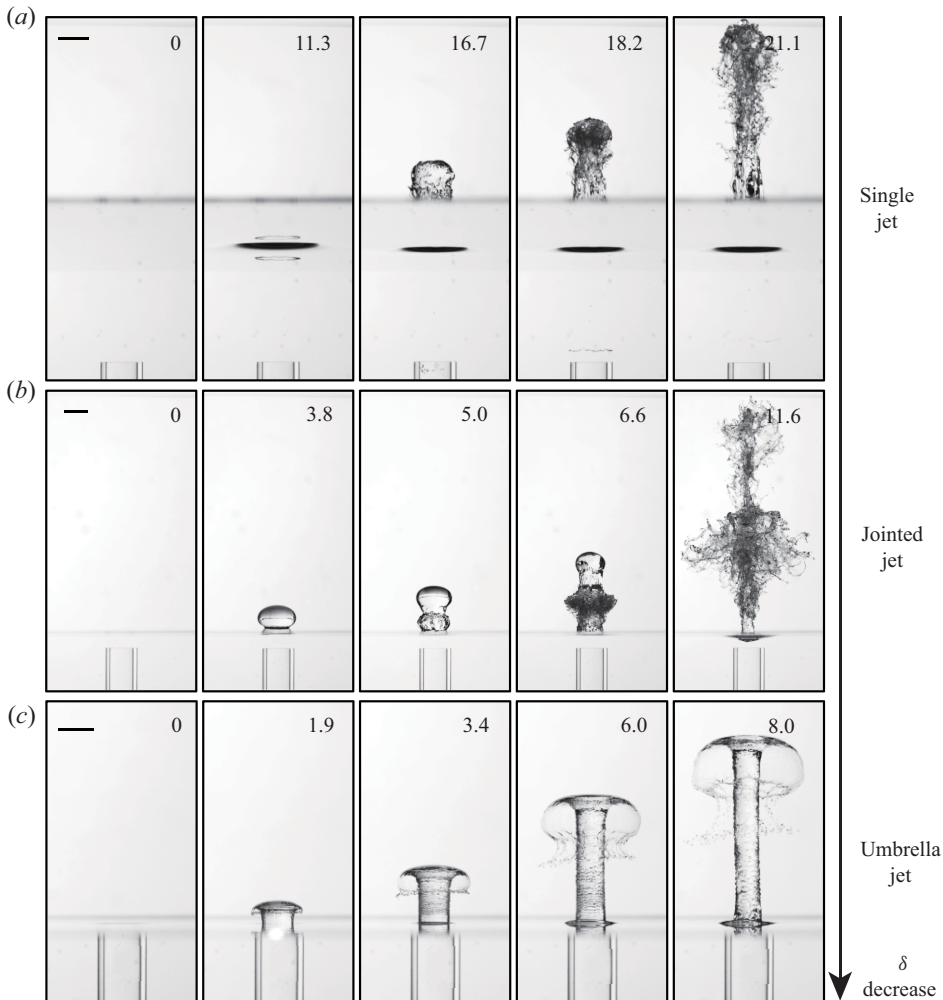 (a)
0
11.3
16.7
18.2
21.1
Single
jet
(b)
0
3.8
5.0
6.6
11.6
Jointed
jet
(c)
0
1.9
3.4
6.0
8.0
Umbrella
jet
δ
decrease